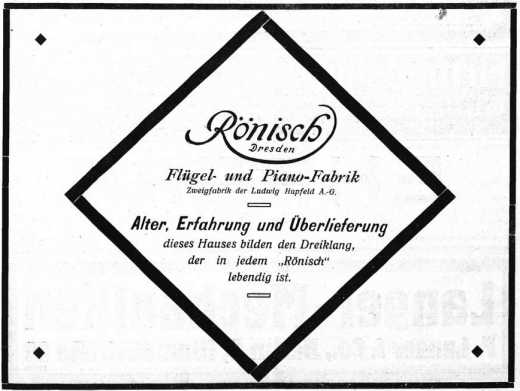 Rönisch
Dresden
Flügel- und Piano-Fabrik
Zweigfabrik der Ludwig Hupfeld A.-G.
Alter, Erfahrung und Überlieferung
dieses Hauses bilden den Dreiklang,
der in jedem „Rönisch“
lebendig ist.